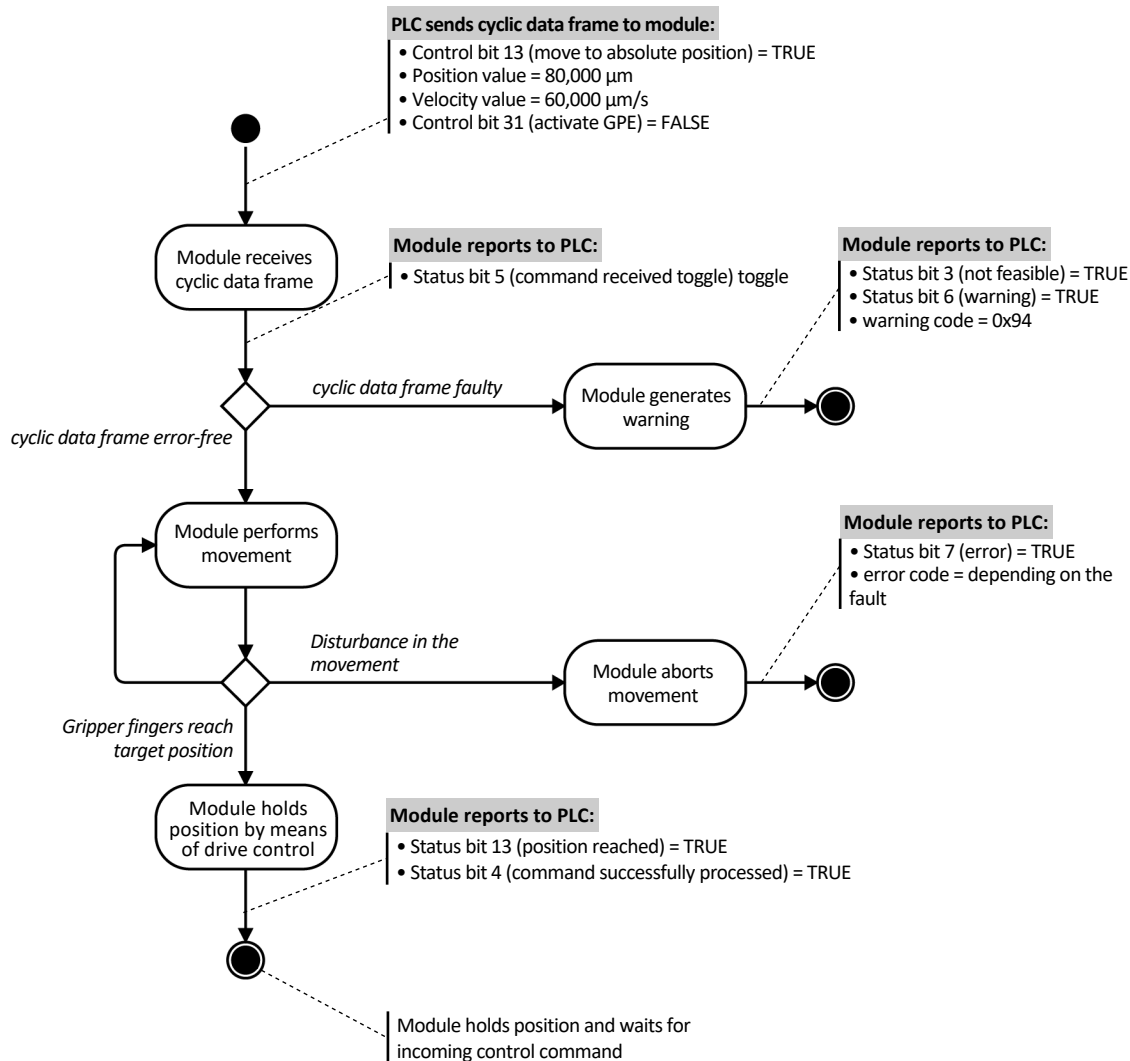 PLC sends cyclic data frame to module:
• Control bit 13 (move to absolute position) = TRUE
• Position value = 80,000 µm
• Velocity value = 60,000 µm/s
• Control bit 31 (activate GPE) = FALSE
Module receives
cyclic data frame
Module reports to PLC:
• Status bit 5 (command received toggle) toggle
Module reports to PLC:
• Status bit 3 (not feasible) = TRUE
• Status bit 6 (warning) = TRUE
• warning code = 0x94
cyclic data frame faulty
Module generates
warning
cyclic data frame error-free
Module performs
movement
Module reports to PLC:
• Status bit 7 (error) = TRUE
• error code = depending on the
fault
Disturbance in the
movement
Module aborts
movement
Gripper fingers reach
target position
Module holds
position by means
of drive control
Module reports to PLC:
• Status bit 13 (position reached) = TRUE
• Status bit 4 (command successfully processed) = TRUE
Module holds position and waits for
incoming control command